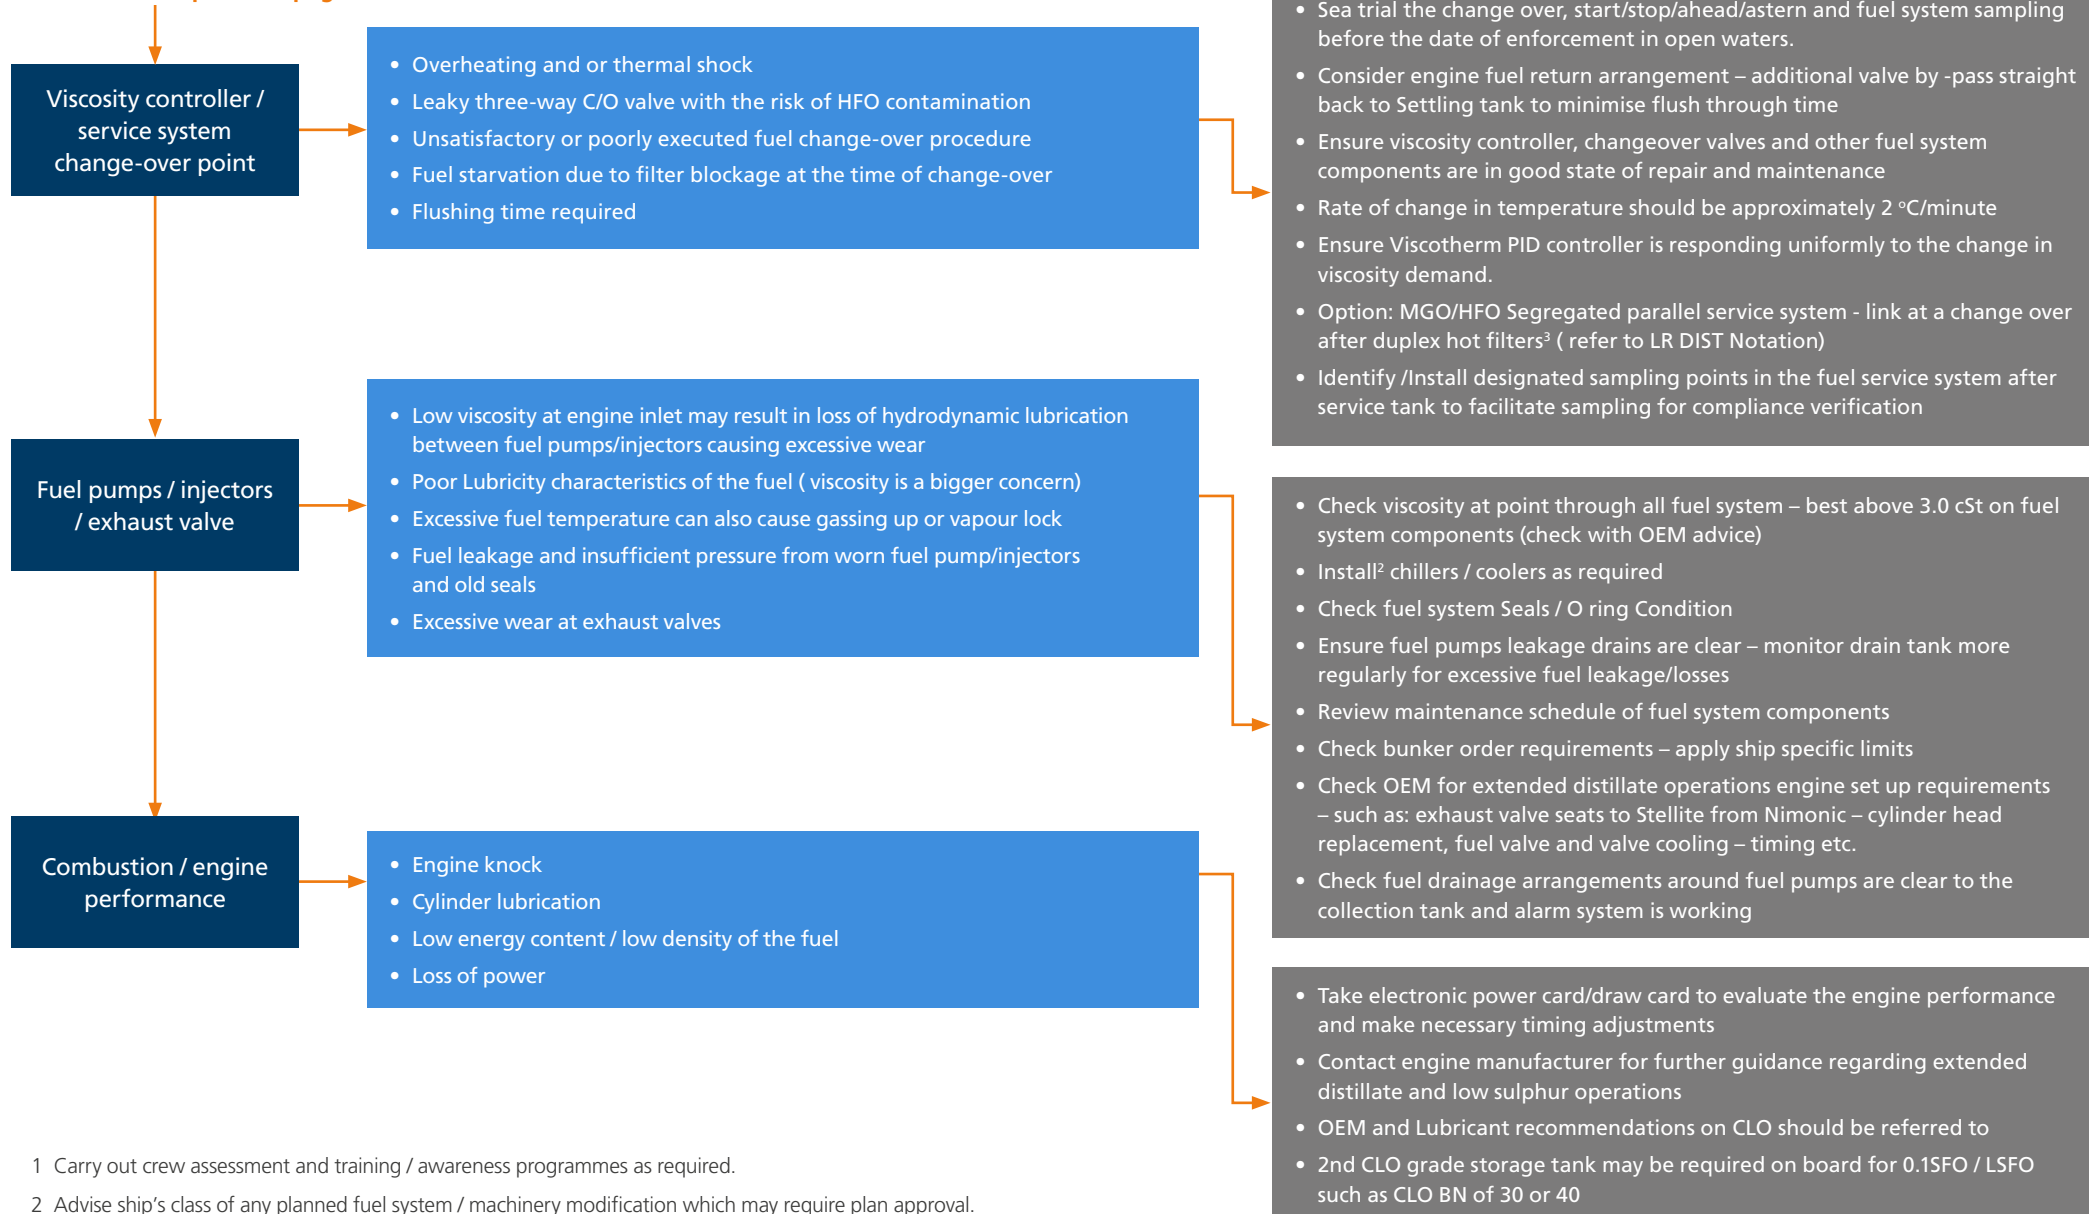 Viscosity controller /
service system
change-over point
• Overheating and or thermal shock
• Leaky three-way C/O valve with the risk of HFO contamination
• Unsatisfactory or poorly executed fuel change-over procedure
• Fuel starvation due to filter blockage at the time of change-over
• Flushing time required
• Sea trial the change over, start/stop/ahead/astern and fuel system sampling
before the date of enforcement in open waters.
• Consider engine fuel return arrangement – additional valve by -pass straight
back to Settling tank to minimise flush through time
• Ensure viscosity controller, changeover valves and other fuel system
components are in good state of repair and maintenance
• Rate of change in temperature should be approximately 2 °C/minute
• Ensure Viscotherm PID controller is responding uniformly to the change in
viscosity demand.
• Option: MGO/HFO Segregated parallel service system - link at a change over
after duplex hot filters³ ( refer to LR DIST Notation)
• Identify /Install designated sampling points in the fuel service system after
service tank to facilitate sampling for compliance verification
Fuel pumps / injectors
/ exhaust valve
• Low viscosity at engine inlet may result in loss of hydrodynamic lubrication
between fuel pumps/injectors causing excessive wear
• Poor Lubricity characteristics of the fuel ( viscosity is a bigger concern)
• Excessive fuel temperature can also cause gassing up or vapour lock
• Fuel leakage and insufficient pressure from worn fuel pump/injectors
and old seals
• Excessive wear at exhaust valves
• Check viscosity at point through all fuel system – best above 3.0 cSt on fuel
system components (check with OEM advice)
• Install² chillers / coolers as required
• Check fuel system Seals / O ring Condition
• Ensure fuel pumps leakage drains are clear – monitor drain tank more
regularly for excessive fuel leakage/losses
• Review maintenance schedule of fuel system components
• Check bunker order requirements – apply ship specific limits
• Check OEM for extended distillate operations engine set up requirements
– such as: exhaust valve seats to Stellite from Nimonic – cylinder head
replacement, fuel valve and valve cooling – timing etc.
• Check fuel drainage arrangements around fuel pumps are clear to the
collection tank and alarm system is working
Combustion / engine
performance
• Engine knock
• Cylinder lubrication
• Low energy content / low density of the fuel
• Loss of power
• Take electronic power card/draw card to evaluate the engine performance
and make necessary timing adjustments
• Contact engine manufacturer for further guidance regarding extended
distillate and low sulphur operations
• OEM and Lubricant recommendations on CLO should be referred to
• 2nd CLO grade storage tank may be required on board for 0.1SFO / LSFO
such as CLO BN of 30 or 40
1 Carry out crew assessment and training / awareness programmes as required.
2 Advise ship's class of any planned fuel system / machinery modification which may require plan approval.